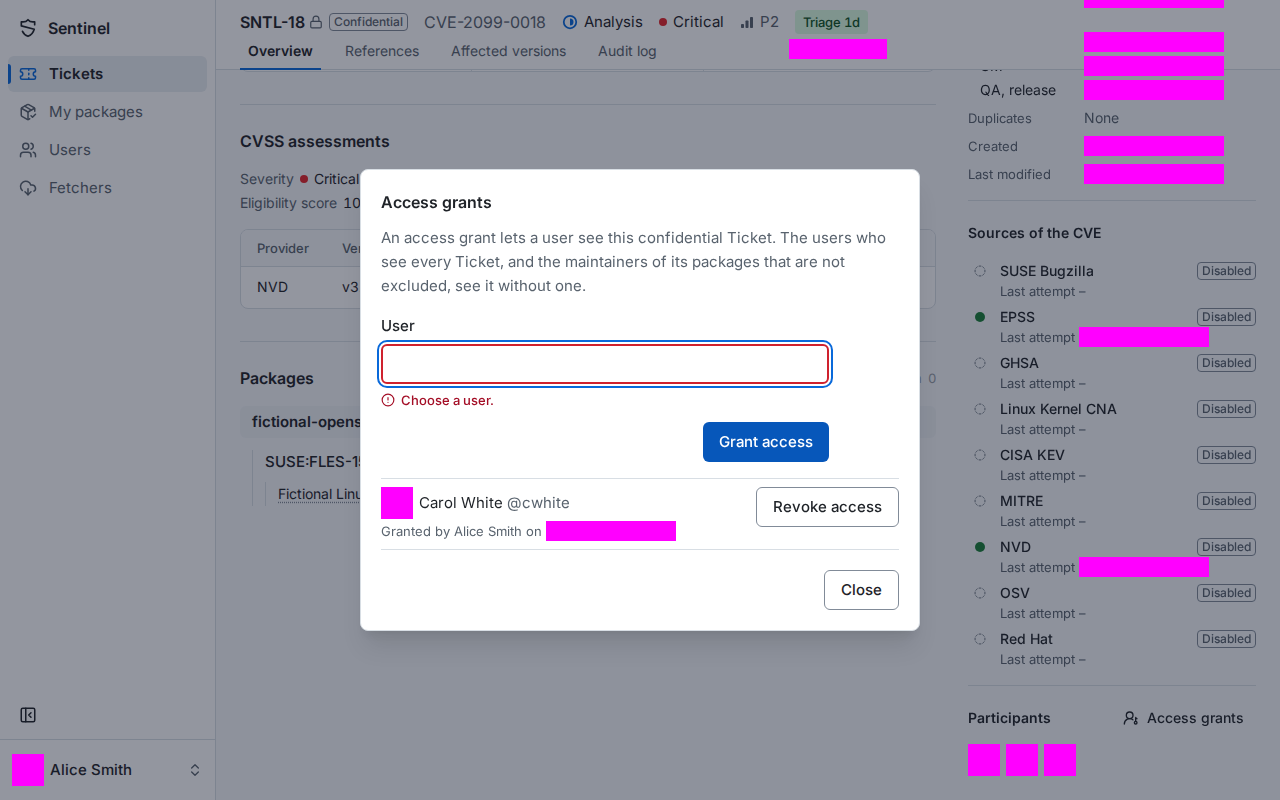 Sentinel
Tickets
My packages
Users
Fetchers
Alice Smith
SNTL-18 Confidential CVE-2099-0018 Analysis Critical P2 Triage 1d
Overview References Affected versions Audit log
CVSS assessments
Severity Critical
Eligibility score 10
Provider
NVD v3
Packages 0
fictional-opens
SUSE:FLES-15
Fictional Linu
Access grants
An access grant lets a user see this confidential Ticket. The users who
see every Ticket, and the maintainers of its packages that are not
excluded, see it without one.
User
Choose a user.
Grant access
Carol White @cwhite
Revoke access
Granted by Alice Smith on
Close
QA, release
Duplicates None
Created
Last modified
Sources of the CVE
SUSE Bugzilla Disabled
Last attempt –
EPSS Disabled
Last attempt
GHSA Disabled
Last attempt –
Linux Kernel CNA Disabled
Last attempt –
CISA KEV Disabled
Last attempt –
MITRE Disabled
Last attempt –
NVD Disabled
Last attempt
OSV Disabled
Last attempt –
Red Hat Disabled
Last attempt –
Participants Access grants